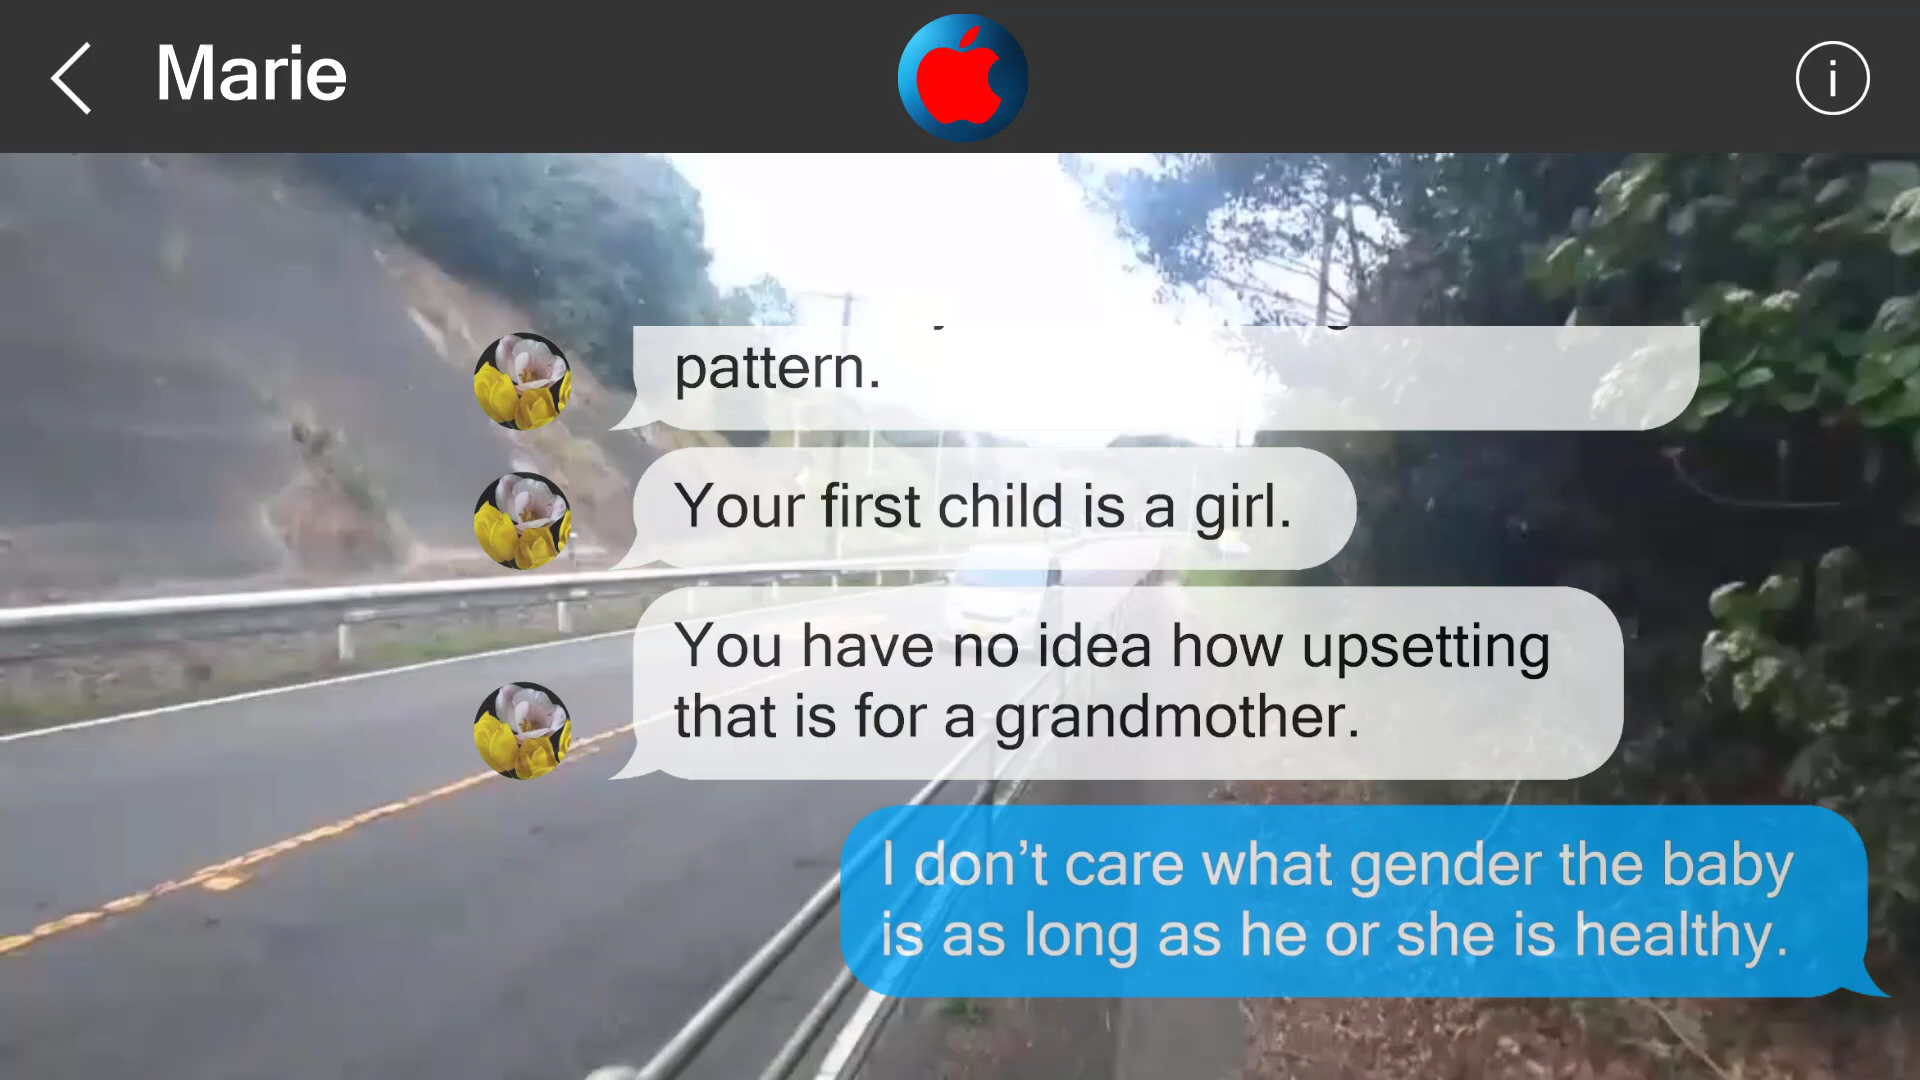 Marie
i
pattern.
Your first child is a girl.
You have no idea how upsetting
that is for a grandmother.
I don’t care what gender the baby
is as long as he or she is healthy.